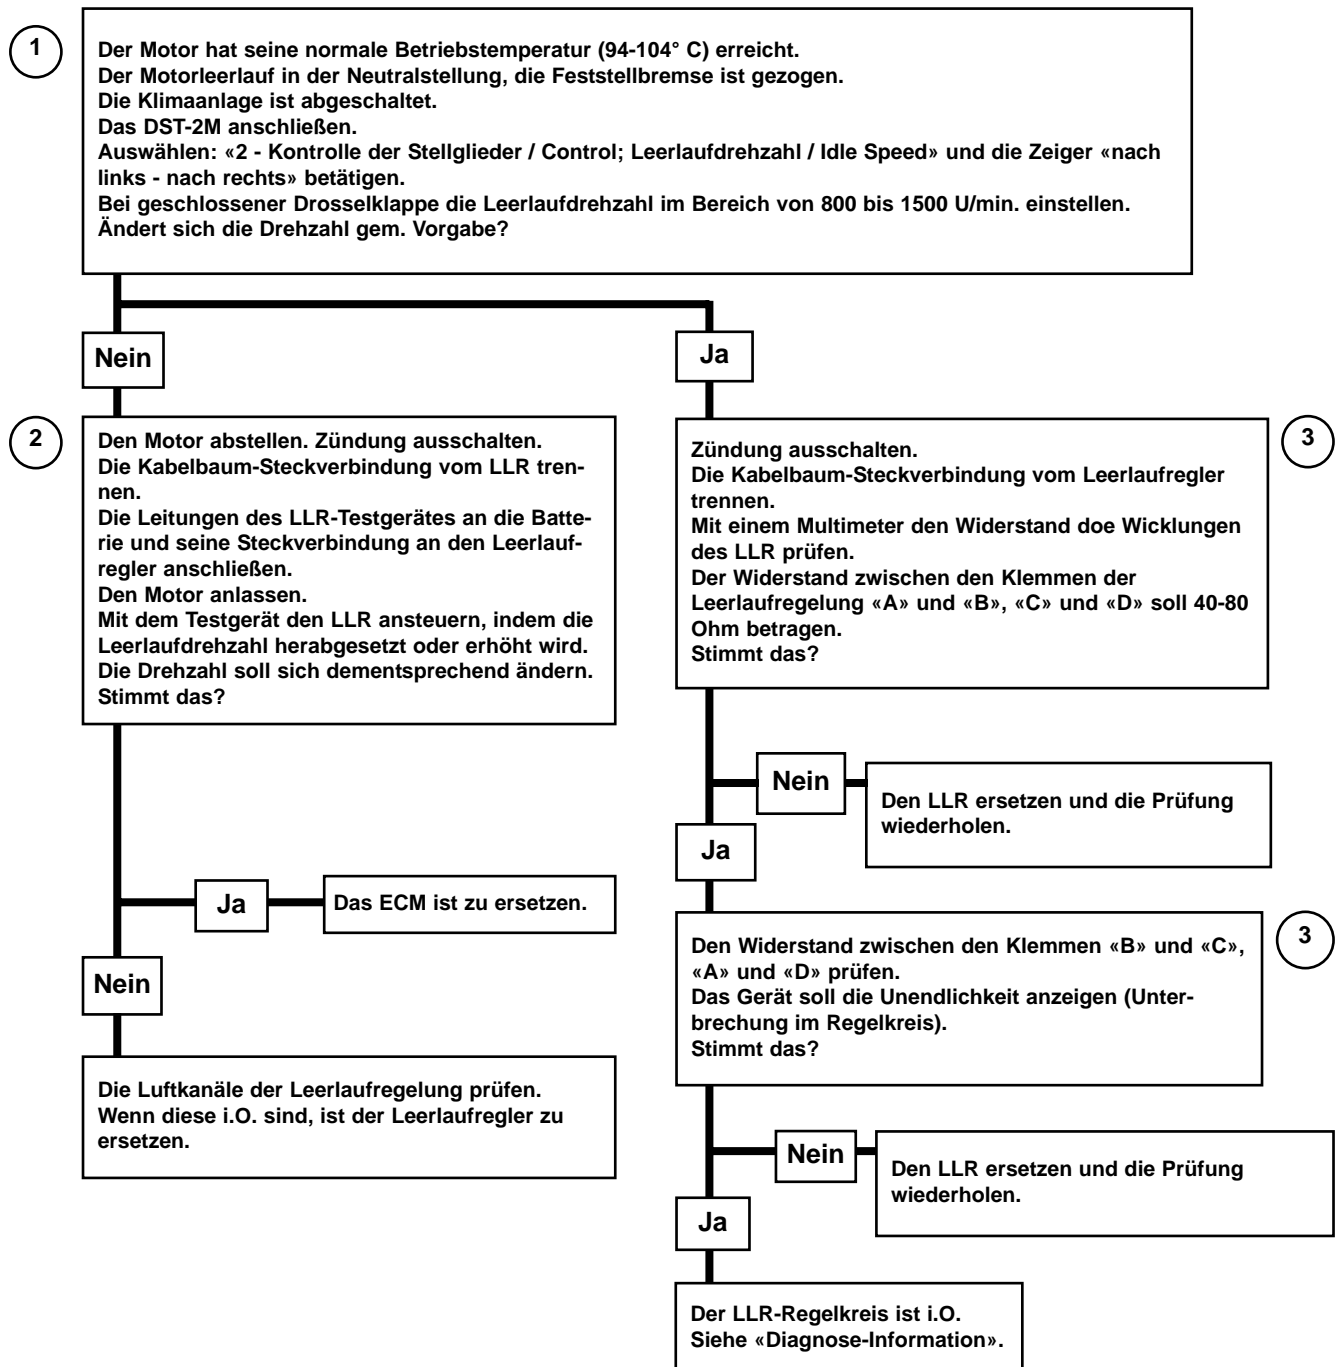 1
Der Motor hat seine normale Betriebstemperatur (94-104° C) erreicht.
Der Motorleerlauf in der Neutralstellung, die Feststellbremse ist gezogen.
Die Klimaanlage ist abgeschaltet.
Das DST-2M anschließen.
Auswählen: «2 - Kontrolle der Stellglieder / Control; Leerlaufdrehzahl / Idle Speed» und die Zeiger «nach
links - nach rechts» betätigen.
Bei geschlossener Drosselklappe die Leerlaufdrehzahl im Bereich von 800 bis 1500 U/min. einstellen.
Ändert sich die Drehzahl gem. Vorgabe?
Nein
Ja
2
Den Motor abstellen. Zündung ausschalten.
Die Kabelbaum-Steckverbindung vom LLR tren-
nen.
Die Leitungen des LLR-Testgerätes an die Batte-
rie und seine Steckverbindung an den Leerlauf-
regler anschließen.
Den Motor anlassen.
Mit dem Testgerät den LLR ansteuern, indem die
Leerlaufdrehzahl herabgesetzt oder erhöht wird.
Die Drehzahl soll sich dementsprechend ändern.
Stimmt das?
3
Zündung ausschalten.
Die Kabelbaum-Steckverbindung vom Leerlaufregler
trennen.
Mit einem Multimeter den Widerstand doe Wicklungen
des LLR prüfen.
Der Widerstand zwischen den Klemmen der
Leerlaufregelung «A» und «B», «C» und «D» soll 40-80
Ohm betragen.
Stimmt das?
Nein
Den LLR ersetzen und die Prüfung
wiederholen.
Ja
Ja
Das ECM ist zu ersetzen.
Nein
Die Luftkanäle der Leerlaufregelung prüfen.
Wenn diese i.O. sind, ist der Leerlaufregler zu
ersetzen.
3
Den Widerstand zwischen den Klemmen «B» und «C»,
«A» und «D» prüfen.
Das Gerät soll die Unendlichkeit anzeigen (Unter-
brechung im Regelkreis).
Stimmt das?
Nein
Den LLR ersetzen und die Prüfung
wiederholen.
Ja
Der LLR-Regelkreis ist i.O.
Siehe «Diagnose-Information».